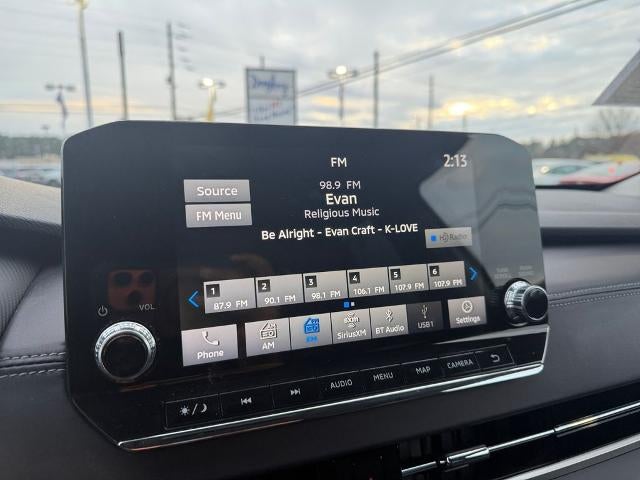 FM
2:13
Source
98.9 FM
Evan
FM Menu
Religious Music
Be Alright - Evan Craft - K-LOVE
HD Radio
1 2 3 4 5 6
87.9 FM 90.1 FM 98.1 FM 106.1 FM 107.9 FM 107.9 FM
VOL
Phone AM FM SiriusXM BT Audio USB1 Settings
AUDIO MENU MAP CAMERA